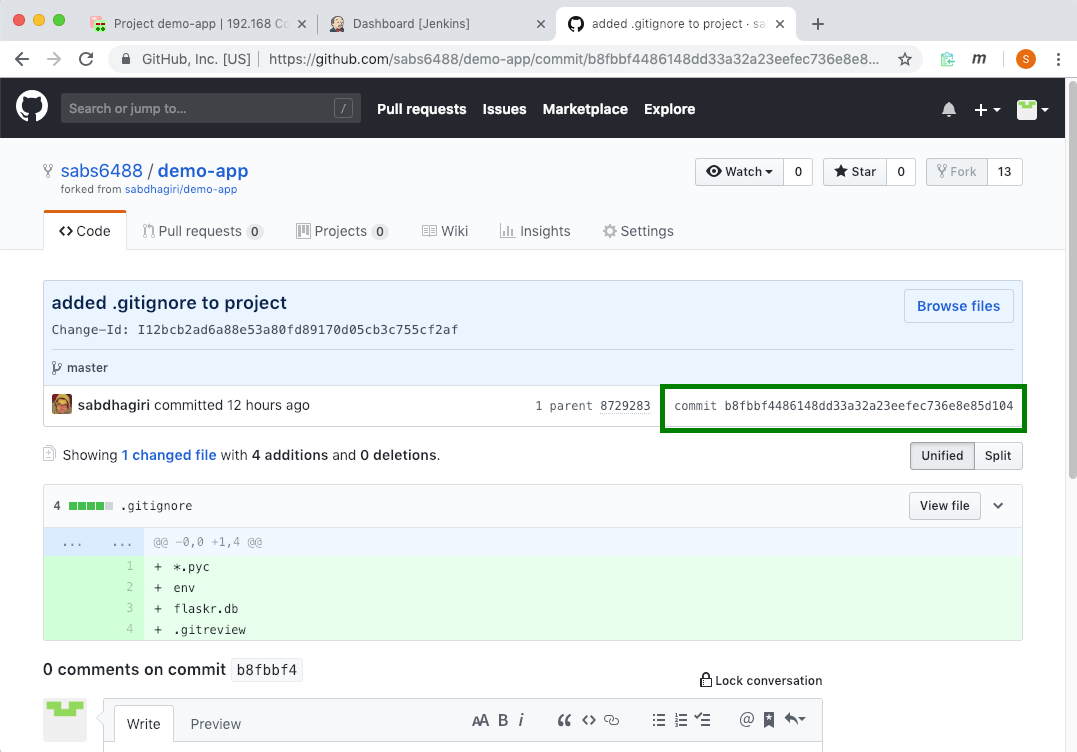 Project demo-app | 192.168 Co
Dashboard [Jenkins]
added .gitignore to project · sa
GitHub, Inc. [US] | https://github.com/sabs6488/demo-app/commit/b8fbbf4486148dd33a32a23eefec736e8e8...
m
S
Search or jump to...
/
Pull requests
Issues
Marketplace
Explore
sabs6488 / demo-app
forked from sabdhagiri/demo-app
Watch 0
Star 0
Fork 13
Code
Pull requests 0
Projects 0
Wiki
Insights
Settings
added .gitignore to project
Browse files
Change-Id: I12bcb2ad6a88e53a80fd89170d05cb3c755cf2af
master
sabdhagiri committed 12 hours ago
1 parent 8729283
commit b8fbbf4486148dd33a32a23eefec736e8e85d104
Showing 1 changed file with 4 additions and 0 deletions.
Unified
Split
4 .gitignore
View file
... ... @@ -0,0 +1,4 @@
1 + *.pyc
2 + env
3 + flaskr.db
4 + .gitreview
0 comments on commit b8fbbf4
Lock conversation
Write
Preview
AA B i “ <> @